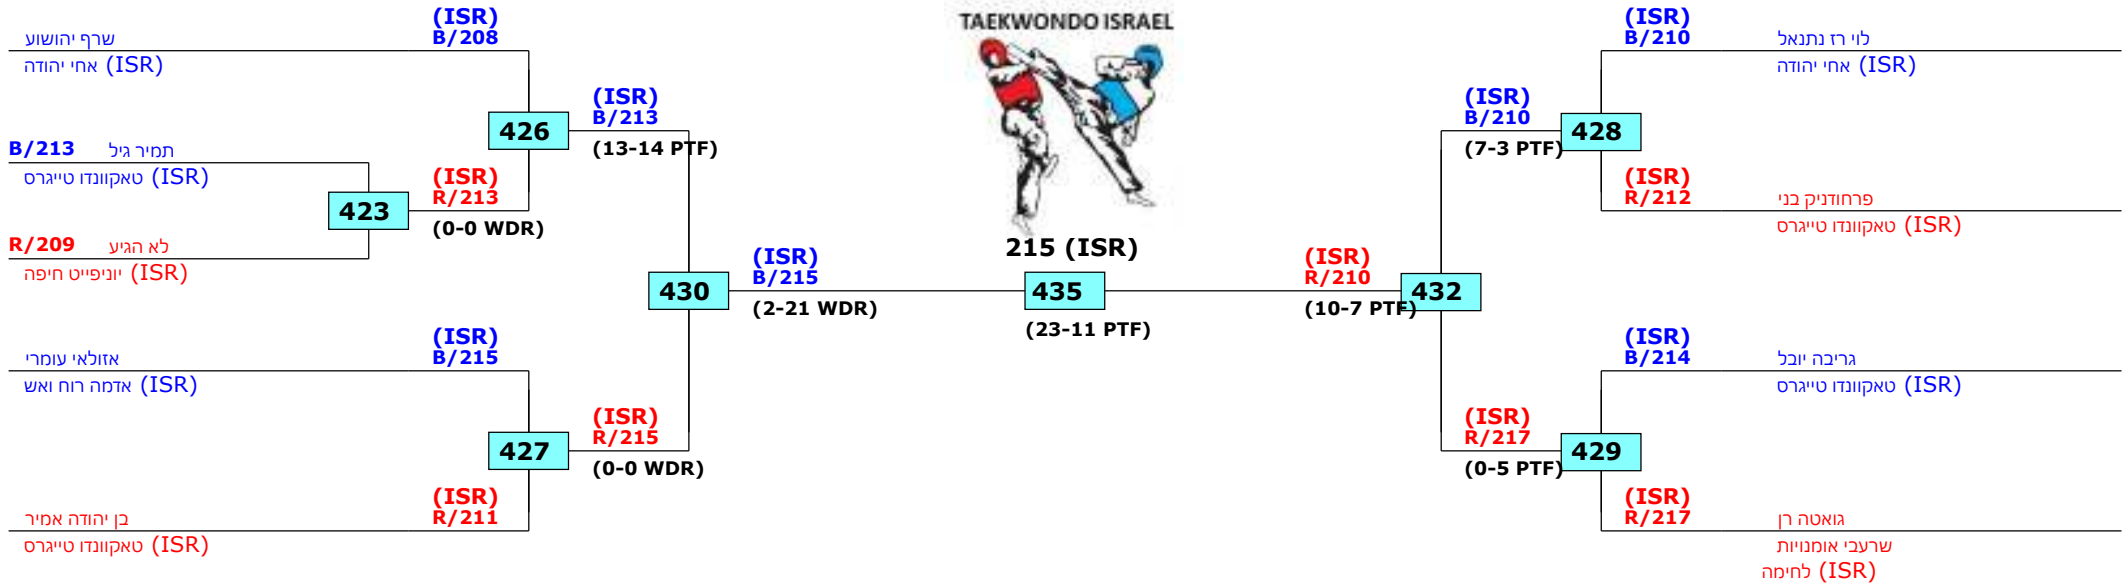 TAEKWONDO ISRAEL
(ISR)
B/208
שרף יהושוע
אחי יהודה (ISR)
B/213 תמיר גיל
טאקוונדו טייגרס (ISR)
R/209 לא הגיע
יוניפייט חיפה (ISR)
423
(ISR)
R/213
(0-0 WDR)
426
(ISR)
B/213
(13-14 PTF)
(ISR)
B/215
אזולאי עומרי
אדמה רוח ואש (ISR)
427
(ISR)
R/211
בן יהודה אמיר
טאקוונדו טייגרס (ISR)
(ISR)
R/215
(0-0 WDR)
430
(ISR)
B/215
(2-21 WDR)
215 (ISR)
435
(23-11 PTF)
(ISR)
R/210
(10-7 PTF)
432
(ISR)
B/210
(7-3 PTF)
428
(ISR)
B/210
לוי רז נתנאל
אחי יהודה (ISR)
(ISR)
R/212
פרחודניק בני
טאקוונדו טייגרס (ISR)
(ISR)
R/217
(0-5 PTF)
429
(ISR)
B/214
גריבה יובל
טאקוונדו טייגרס (ISR)
(ISR)
R/217
גואטה רן
שרעבי אומנויות
לחימה (ISR)